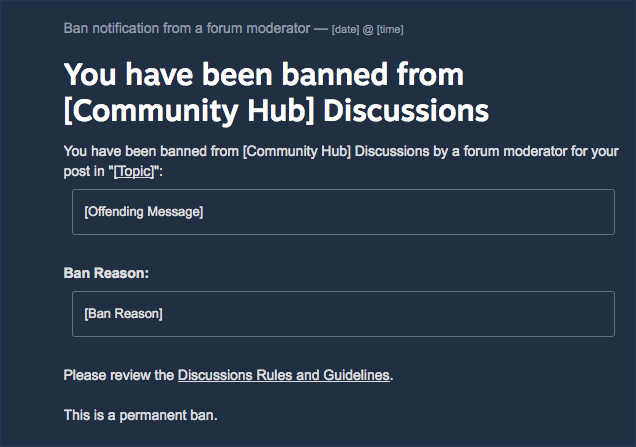 Ban notification from a forum moderator — [date] @ [time]
You have been banned from
[Community Hub] Discussions
You have been banned from [Community Hub] Discussions by a forum moderator for your
post in "[Topic]":
[Offending Message]
Ban Reason:
[Ban Reason]
Please review the Discussions Rules and Guidelines.
This is a permanent ban.